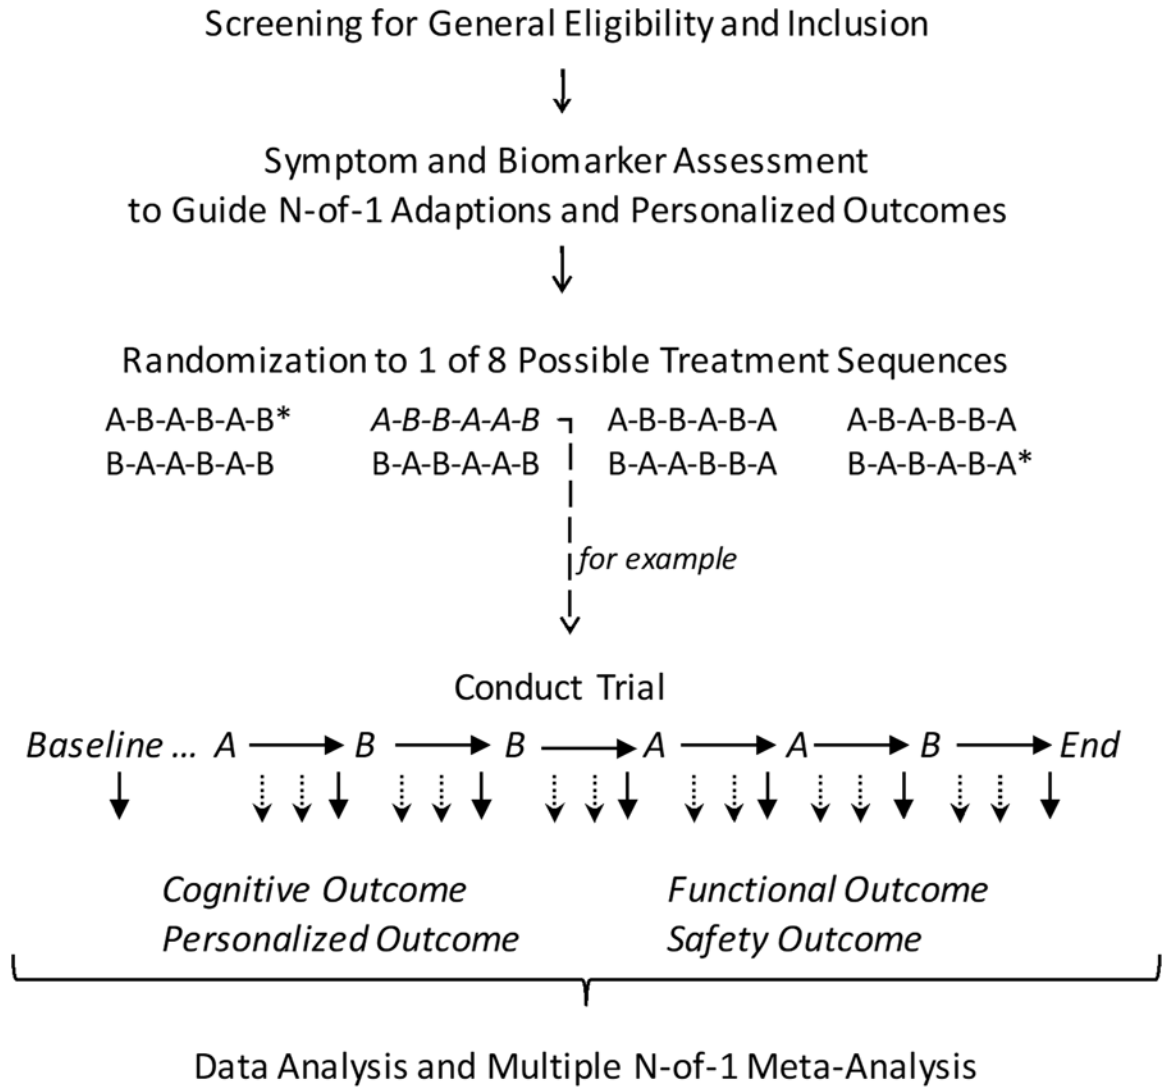 Screening for General Eligibility and Inclusion
Symptom and Biomarker Assessment
to Guide N-of-1 Adaptions and Personalized Outcomes
Randomization to 1 of 8 Possible Treatment Sequences
A-B-A-B-A-B* A-B-B-A-A-B A-B-B-A-B-A A-B-A-B-B-A
B-A-A-B-A-B B-A-B-A-A-B B-A-A-B-B-A B-A-B-A-B-A*
for example
Conduct Trial
Baseline ... A B B A A B End
Cognitive Outcome Functional Outcome
Personalized Outcome Safety Outcome
Data Analysis and Multiple N-of-1 Meta-Analysis